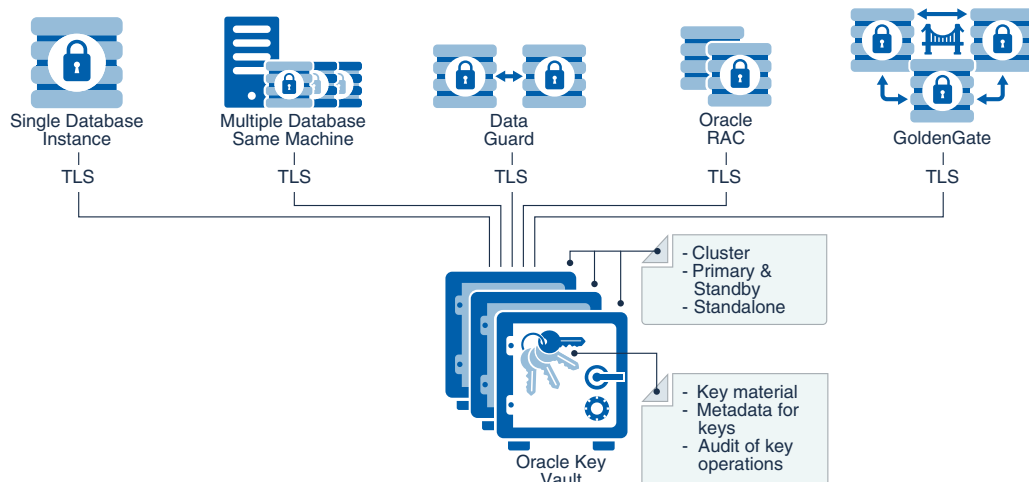 Single Database
Instance
Multiple Database
Same Machine
Data
Guard
Oracle
RAC
GoldenGate
TLS
TLS
TLS
TLS
TLS
- Cluster
- Primary &
Standby
- Standalone
- Key material
- Metadata for
keys
- Audit of key
operations
Oracle Key
Vault